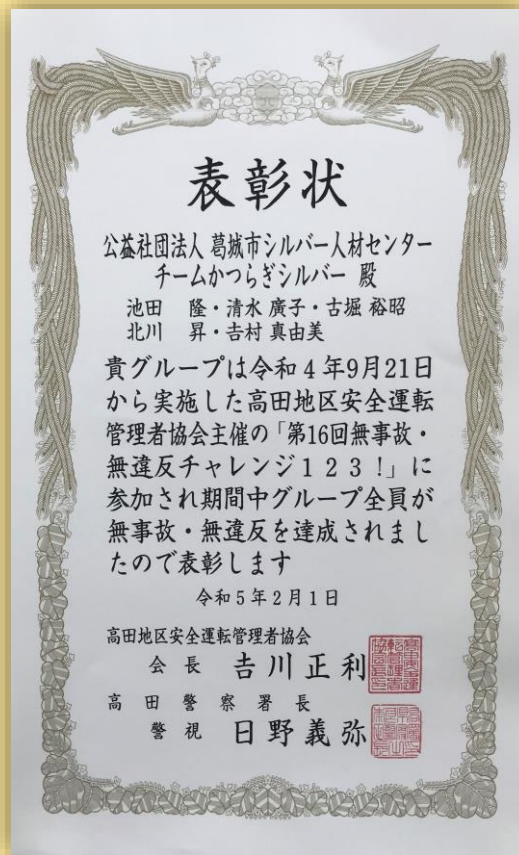 表彰状
公益社団法人 葛城市シルバー人材センター
チームかつらぎシルバー 殿
池田 隆・清水 廣子・古堀 裕昭
北川 昇・𠮷村 真由美
貴グループは令和4年9月21日
から実施した高田地区安全運転
管理者協会主催の「第16回無事故・
無違反チャレンジ123!」に
参加され期間中グループ全員が
無事故・無違反を達成されまし
たので表彰します
令和5年2月1日
高田地区安全運転管理者協会
会長 𠮷川正利
高田警察署長
警視 日野義弥